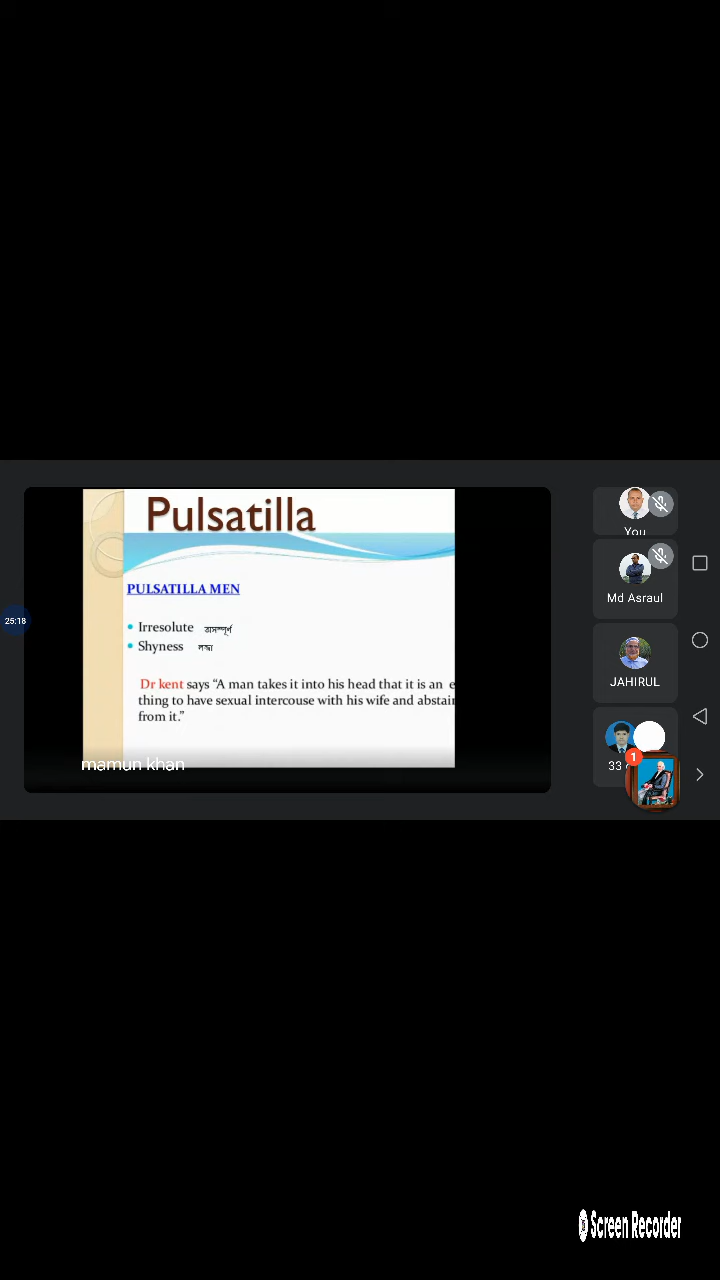 Pulsatilla
PULSATILLA MEN
Irresolute
Shyness লজ্জা
Dr kent says “A man takes it into his head that it is an e
thing to have sexual intercouse with his wife and abstain
from it.”
mamun khan
25:18
You
Md Asraul
JAHIRUL
33
1
Screen Recorder